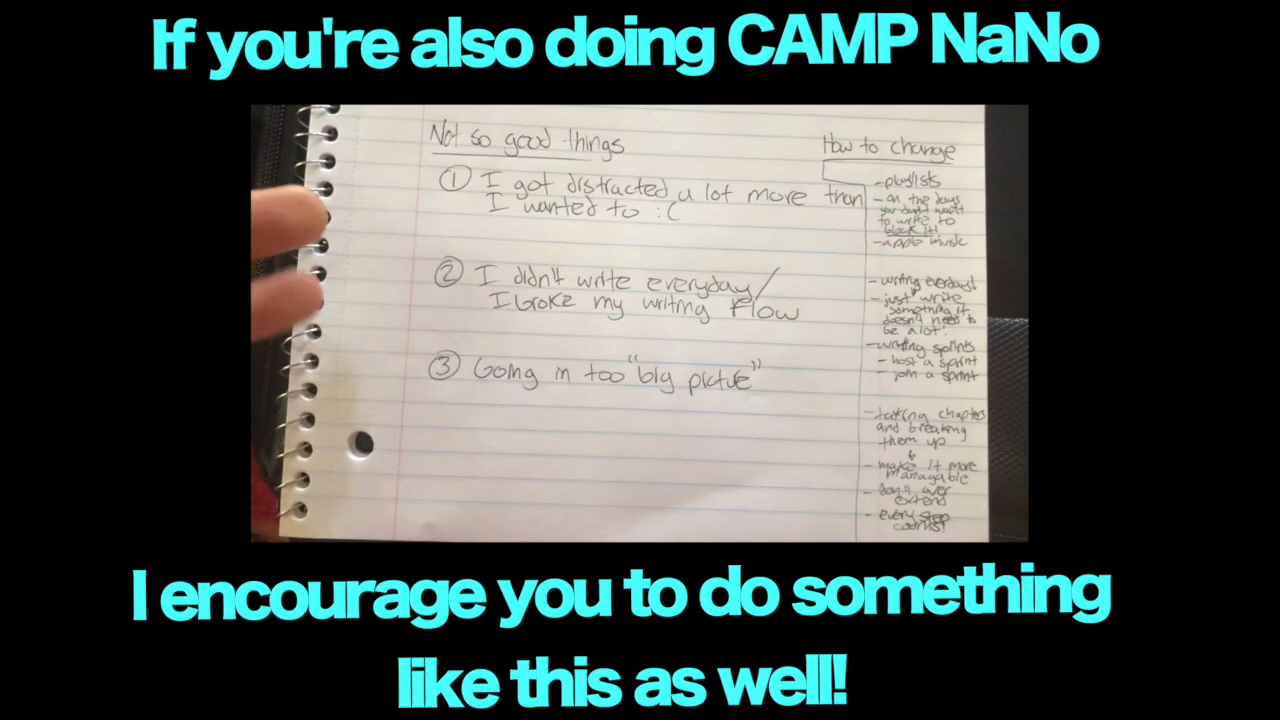 If you're also doing CAMP NaNo
Not so good things
① I got distracted a lot more than
I wanted to :(
② I didn't write everyday/
I broke my writing flow
③ Going in too "big picture"
How to change
- playlists
- on the days
you don't want
to write to
block it!
- apple music
- writing everday!
- just write
something it
doesn't need to
be a lot!
- writing sprints
- host a sprint
- join a sprint
- taking chapters
and breaking
them up
↓
- make it more
managable
- don't over
extend
- every step
counts!
I encourage you to do something
like this as well!